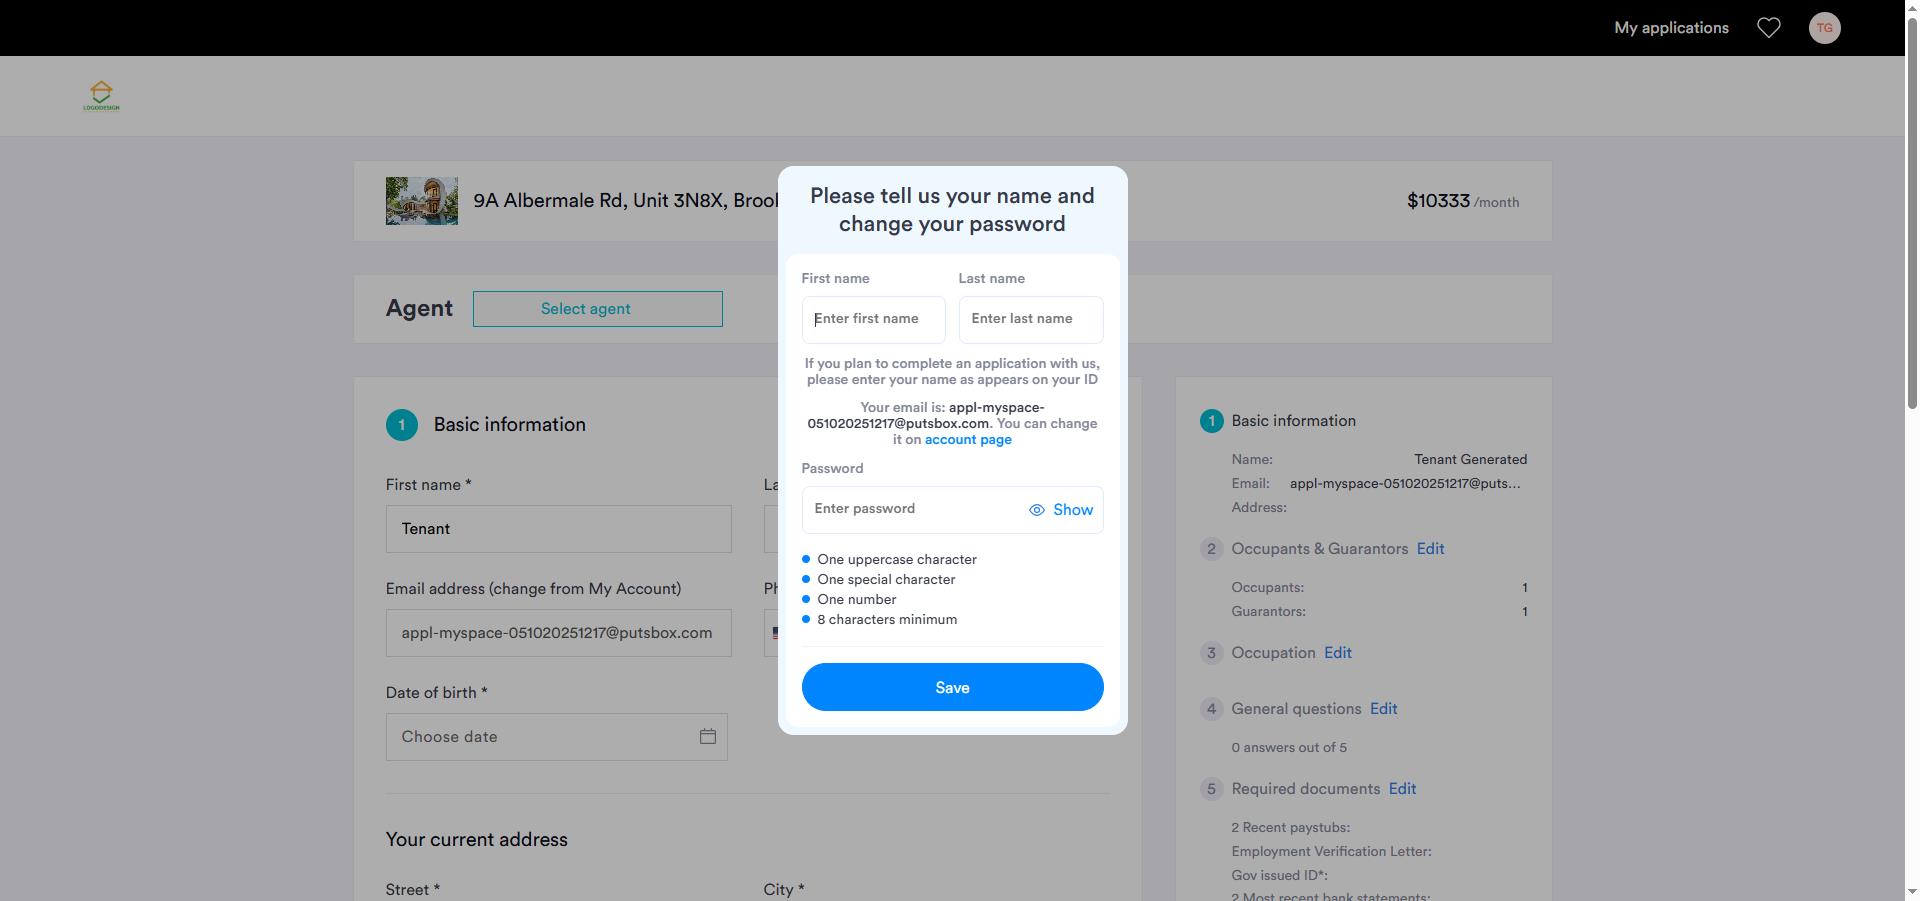 My applications
TG
LOGODESIGN
9A Albermale Rd, Unit 3N8X, Brook
$10333 /month
Agent
Select agent
Please tell us your name and
change your password
First name
Last name
Enter first name
Enter last name
If you plan to complete an application with us,
please enter your name as appears on your ID
Your email is: appl-myspace-
051020251217@putsbox.com. You can change
it on account page
Password
Enter password
Show
One uppercase character
One special character
One number
8 characters minimum
Save
1
Basic information
First name *
La
Tenant
Email address (change from My Account)
Ph
appl-myspace-051020251217@putsbox.com
Date of birth *
Choose date
Your current address
Street *
City *
1 Basic information
Name: Tenant Generated
Email: appl-myspace-051020251217@puts...
Address:
2 Occupants & Guarantors Edit
Occupants: 1
Guarantors: 1
3 Occupation Edit
4 General questions Edit
0 answers out of 5
5 Required documents Edit
2 Recent paystubs:
Employment Verification Letter:
Gov issued ID*:
2 Most recent bank statements: